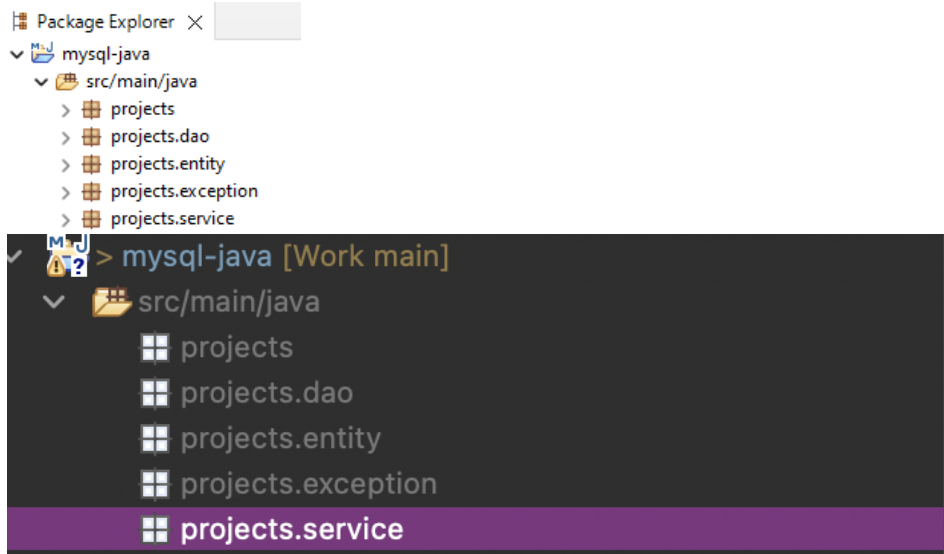 Package Explorer
mysql-java
src/main/java
projects
projects.dao
projects.entity
projects.exception
projects.service
> mysql-java [Work main]
src/main/java
projects
projects.dao
projects.entity
projects.exception
projects.service